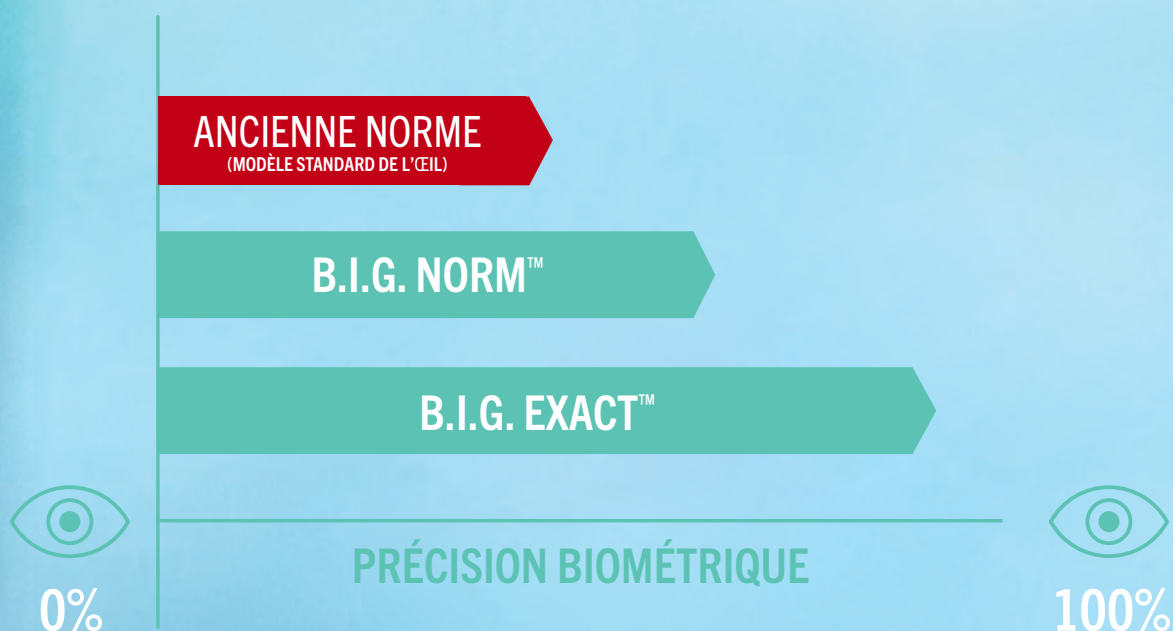 ANCIENNE NORME
(MODÈLE STANDARD DE L'ŒIL)
B.I.G. NORM™
B.I.G. EXACT™
PRÉCISION BIOMÉTRIQUE
0%
100%